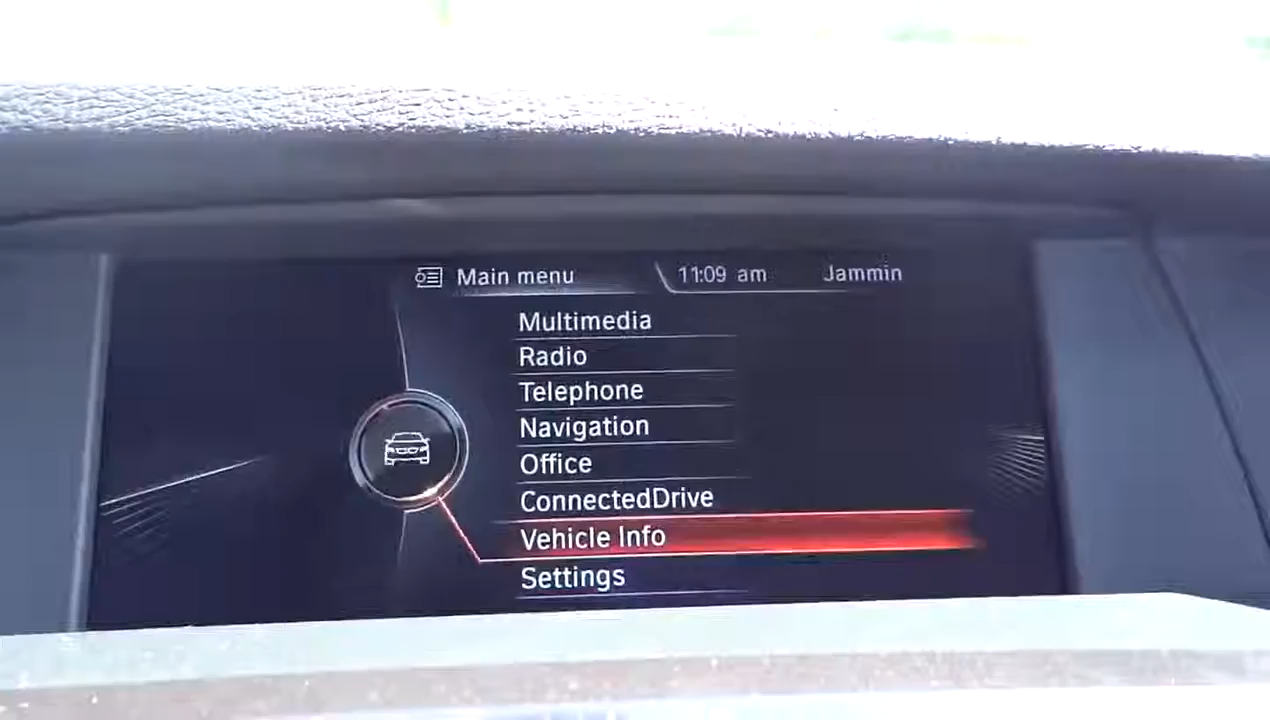 Main menu 11:09 am Jammin
Multimedia
Radio
Telephone
Navigation
Office
ConnectedDrive
Vehicle Info
Settings